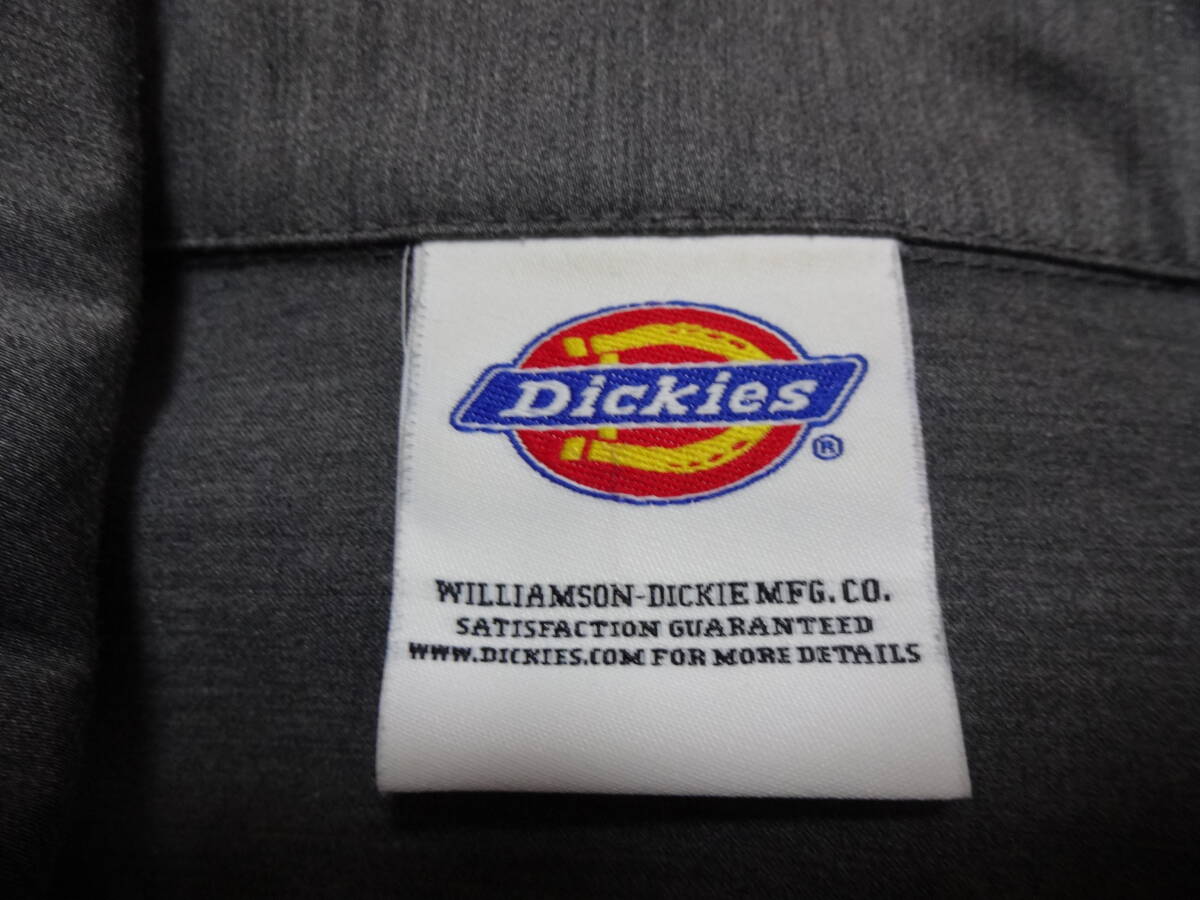 Dickies
®
WILLIAMSON-DICKIE MFG. CO.
SATISFACTION GUARANTEED
WWW.DICKIES.COM FOR MORE DETAILS